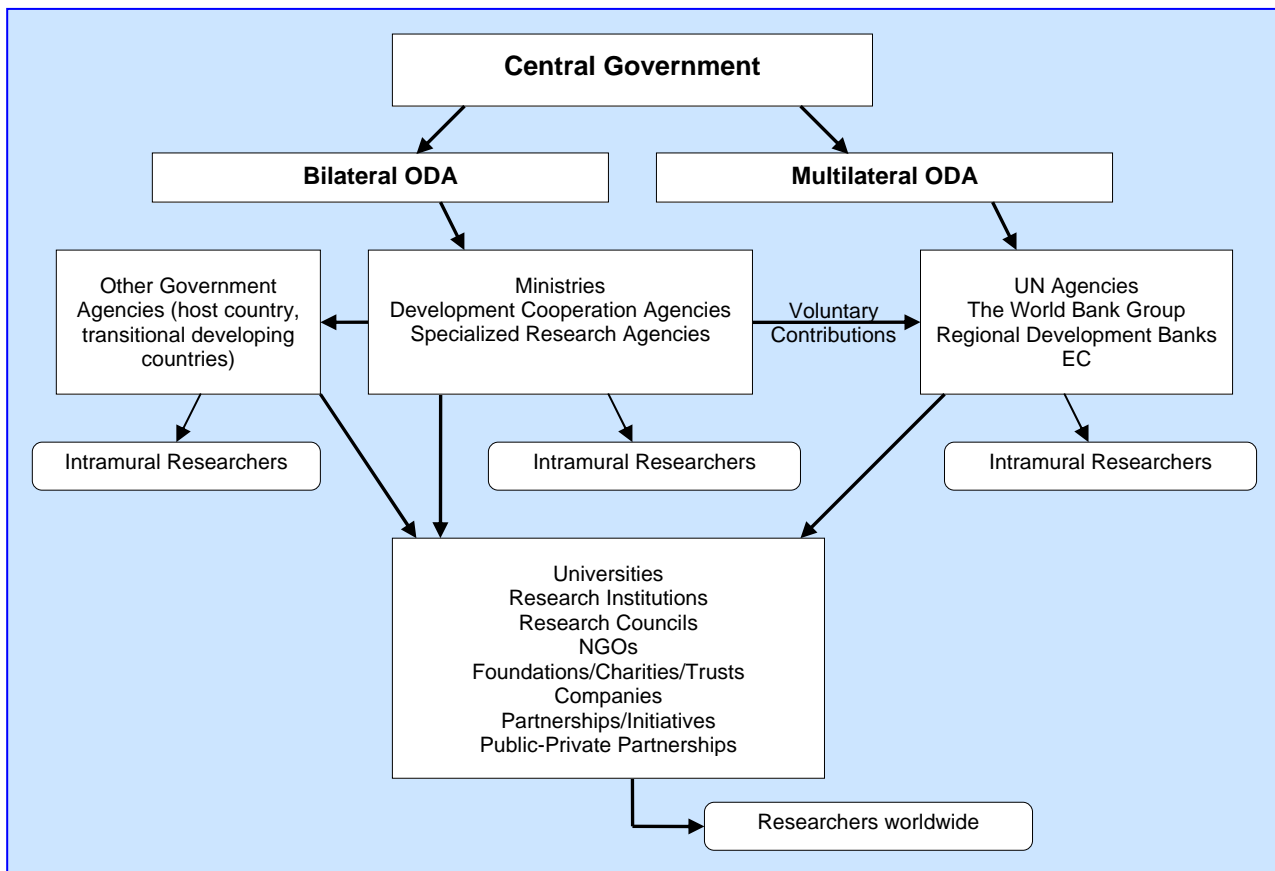 Central Government
Bilateral ODA
Multilateral ODA
Other Government
Agencies (host country,
transitional developing
countries)
Ministries
Development Cooperation Agencies
Specialized Research Agencies
Voluntary
Contributions
UN Agencies
The World Bank Group
Regional Development Banks
EC
Intramural Researchers
Intramural Researchers
Intramural Researchers
Universities
Research Institutions
Research Councils
NGOs
Foundations/Charities/Trusts
Companies
Partnerships/Initiatives
Public-Private Partnerships
Researchers worldwide